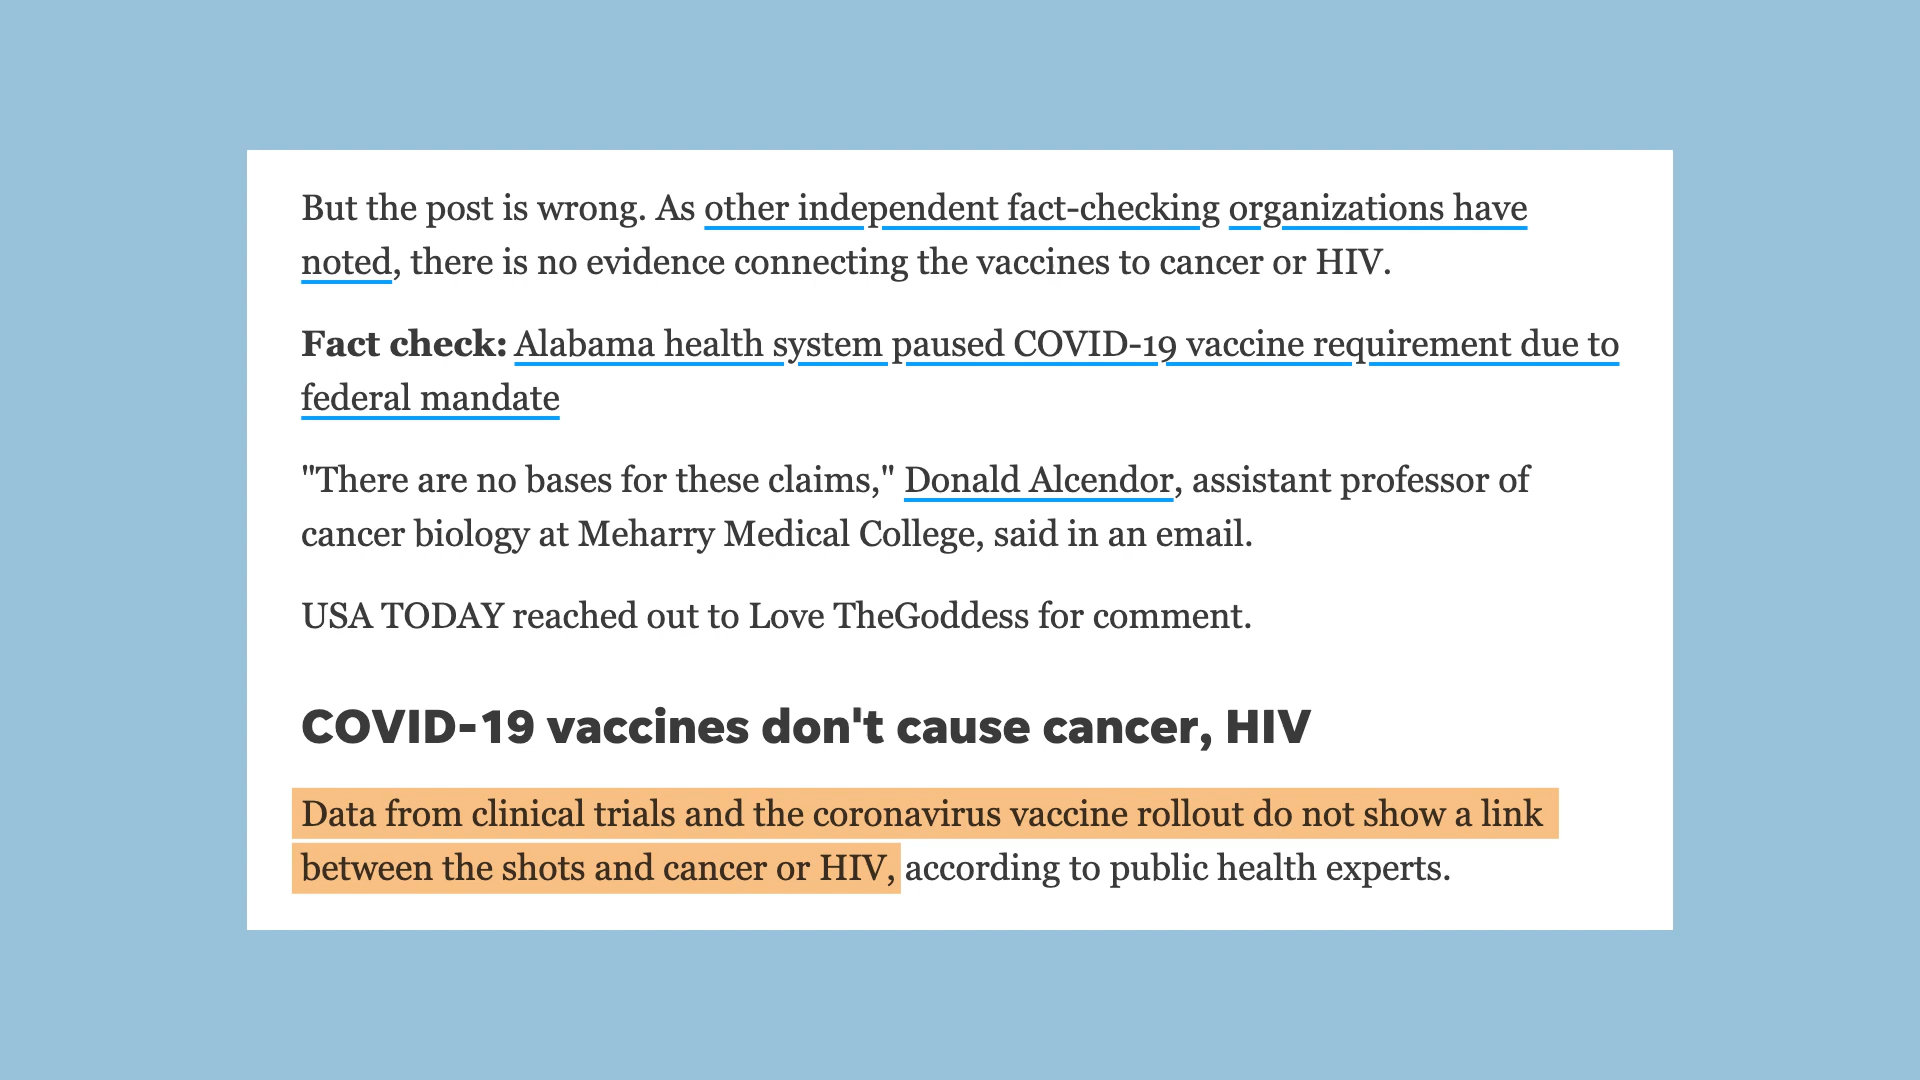 But the post is wrong. As other independent fact-checking organizations have
noted, there is no evidence connecting the vaccines to cancer or HIV.
Fact check: Alabama health system paused COVID-19 vaccine requirement due to
federal mandate
"There are no bases for these claims," Donald Alcendor, assistant professor of
cancer biology at Meharry Medical College, said in an email.
USA TODAY reached out to Love TheGoddess for comment.
COVID-19 vaccines don't cause cancer, HIV
Data from clinical trials and the coronavirus vaccine rollout do not show a link
between the shots and cancer or HIV, according to public health experts.